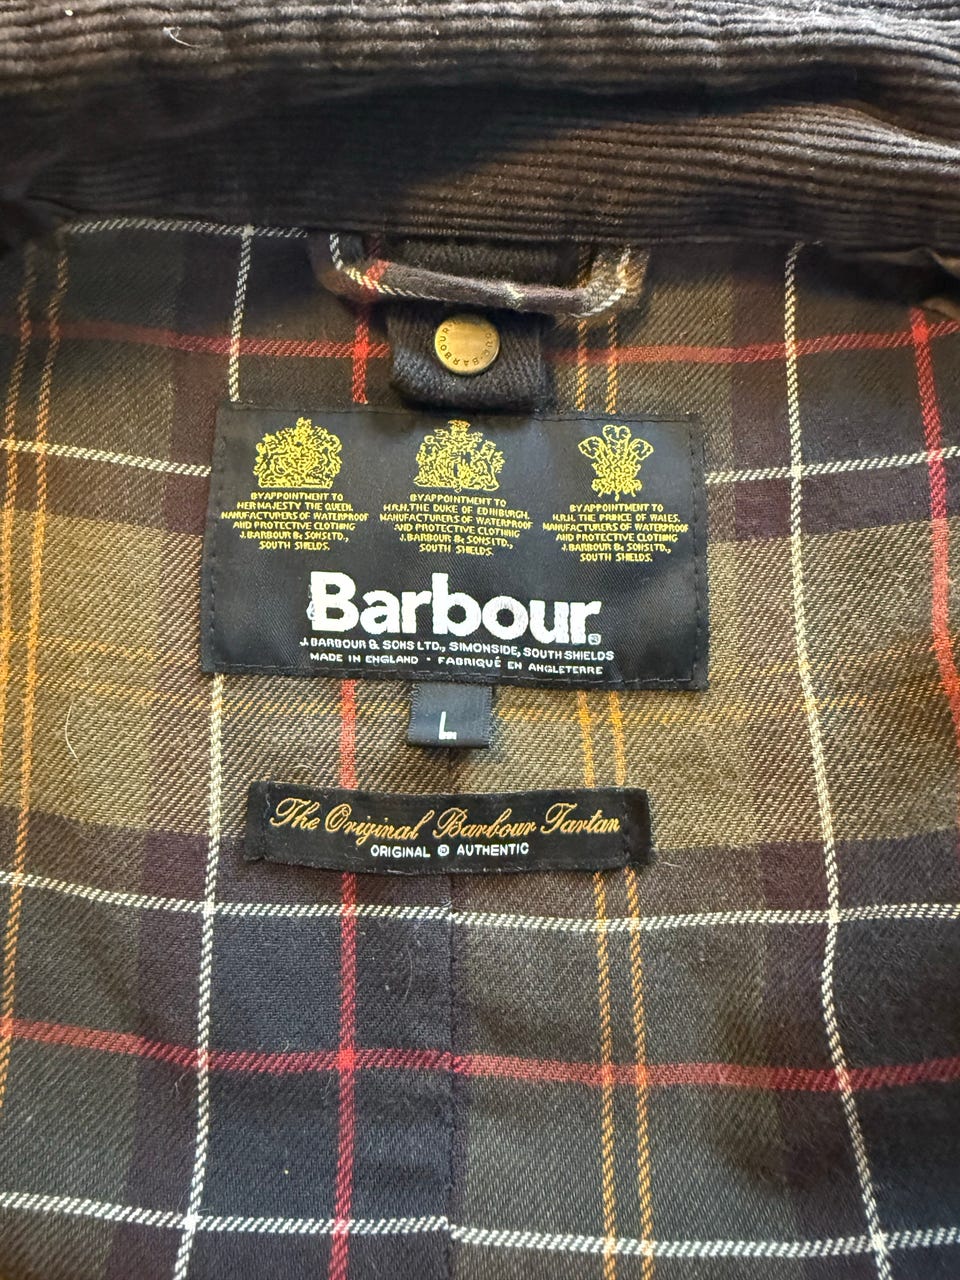 BARBOUR
BY APPOINTMENT TO
HER MAJESTY THE QUEEN.
MANUFACTURERS OF WATERPROOF
AND PROTECTIVE CLOTHING
J.BARBOUR & SONS LTD.,
SOUTH SHIELDS.
BY APPOINTMENT TO
H.R.H. THE DUKE OF EDINBURGH.
MANUFACTURERS OF WATERPROOF
AND PROTECTIVE CLOTHING
J.BARBOUR & SONS LTD.,
SOUTH SHIELDS.
BY APPOINTMENT TO
H.R.H. THE PRINCE OF WALES.
MANUFACTURERS OF WATERPROOF
AND PROTECTIVE CLOTHING
J.BARBOUR & SONS LTD.,
SOUTH SHIELDS.
Barbour®
J.BARBOUR & SONS LTD., SIMONSIDE, SOUTH SHIELDS
MADE IN ENGLAND - FABRIQUÉ EN ANGLETERRE
L
The Original Barbour Tartan
ORIGINAL ® AUTHENTIC